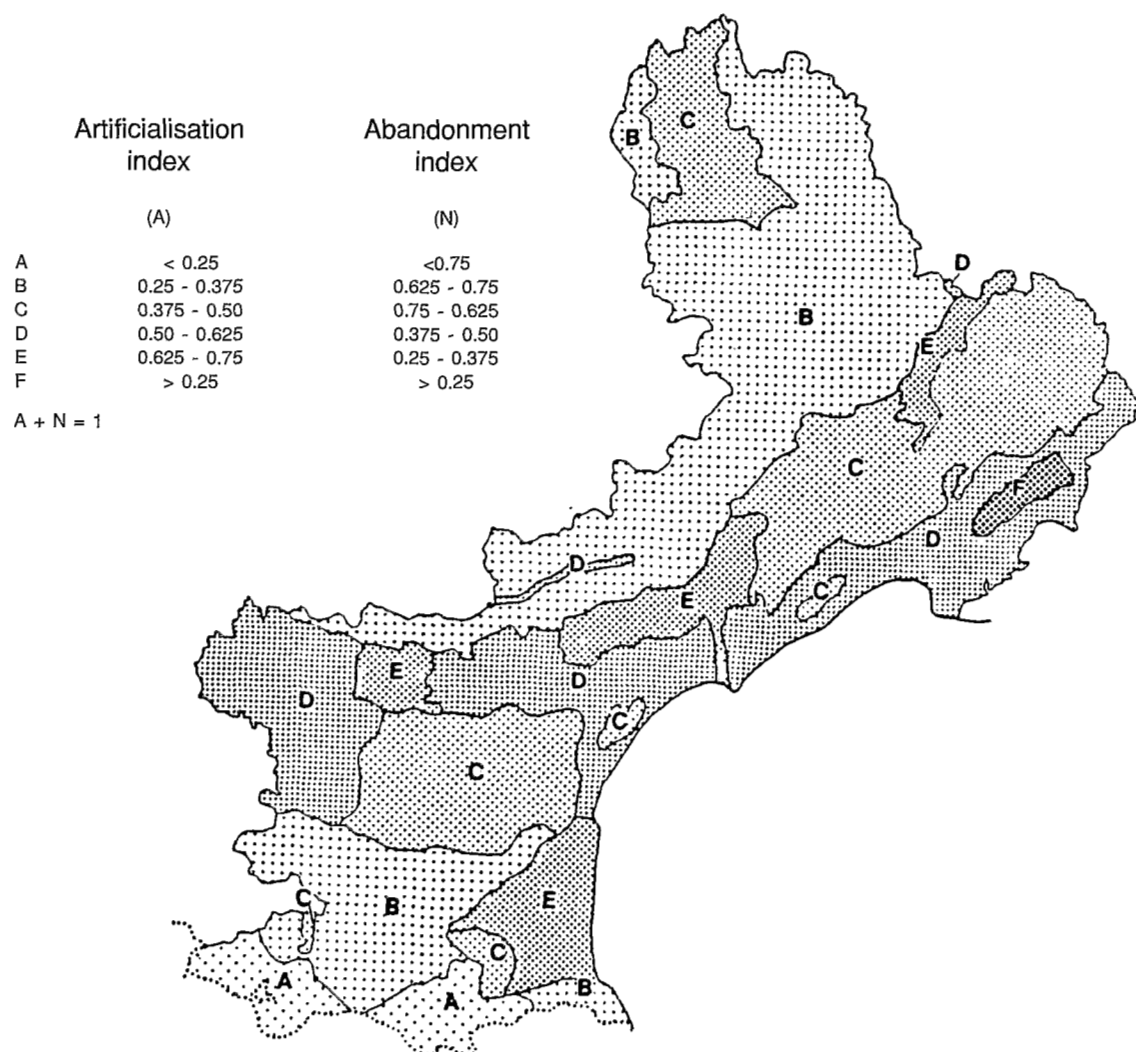 Artificialisation index
Abandonment index
(A)
(N)
A < 0.25 <0.75
B 0.25 - 0.375 0.625 - 0.75
C 0.375 - 0.50 0.75 - 0.625
D 0.50 - 0.625 0.375 - 0.50
E 0.625 - 0.75 0.25 - 0.375
F > 0.25 > 0.25
A + N = 1
C
B
D
B
E
C
F
D
D
C
E
E
D
D
C
C
C
B
E
C
A
A
B